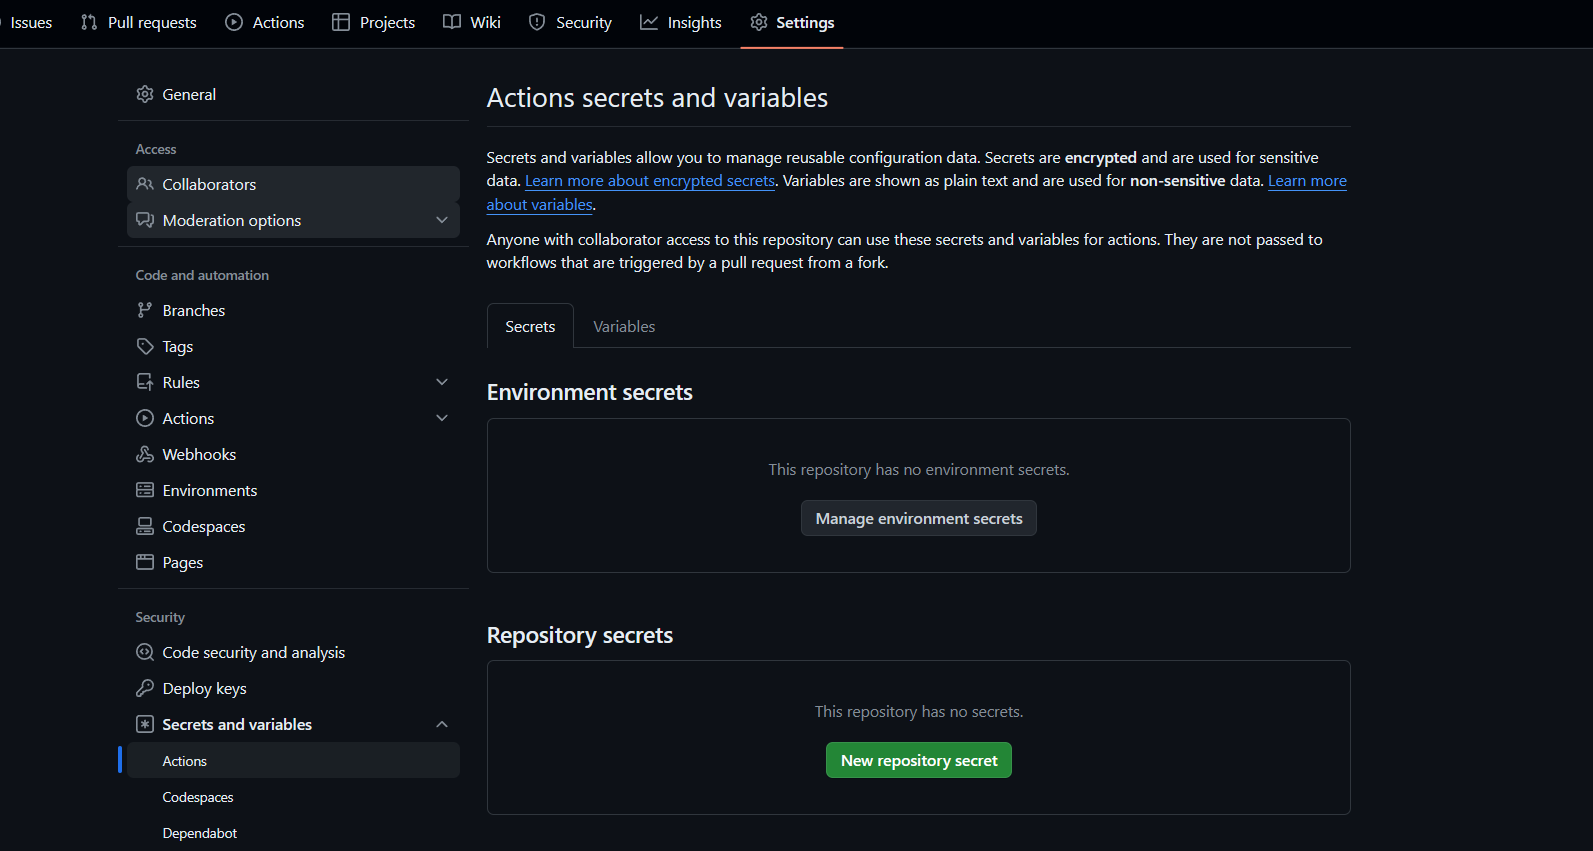 Issues
Pull requests
Actions
Projects
Wiki
Security
Insights
Settings
General
Access
Collaborators
Moderation options
Code and automation
Branches
Tags
Rules
Actions
Webhooks
Environments
Codespaces
Pages
Security
Code security and analysis
Deploy keys
Secrets and variables
Actions
Codespaces
Dependabot
Actions secrets and variables
Secrets and variables allow you to manage reusable configuration data. Secrets are encrypted and are used for sensitive
data. Learn more about encrypted secrets. Variables are shown as plain text and are used for non-sensitive data. Learn more
about variables.
Anyone with collaborator access to this repository can use these secrets and variables for actions. They are not passed to
workflows that are triggered by a pull request from a fork.
Secrets
Variables
Environment secrets
This repository has no environment secrets.
Manage environment secrets
Repository secrets
This repository has no secrets.
New repository secret